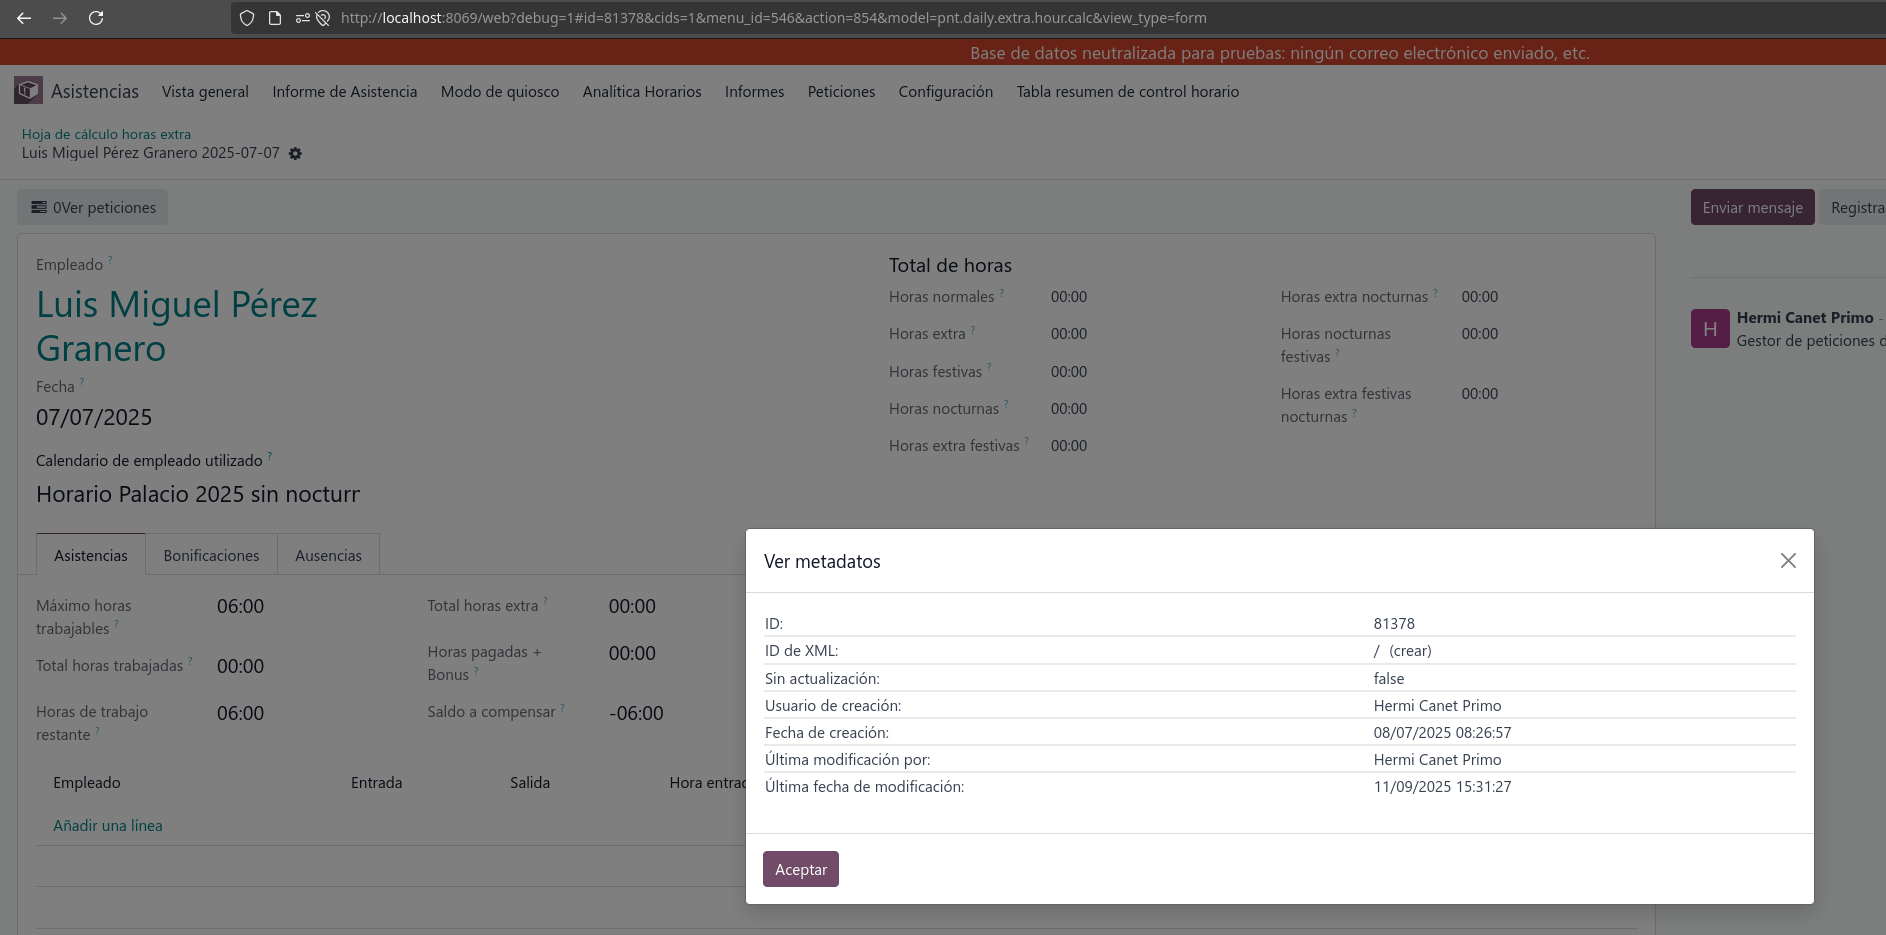 http://localhost:8069/web?debug=1#id=81378&cids=1&menu_id=546&action=854&model=pnt.daily.extra.hour.calc&view_type=form
Base de datos neutralizada para pruebas: ningún correo electrónico enviado, etc.
Asistencias Vista general Informe de Asistencia Modo de quiosco Analítica Horarios Informes Peticiones Configuración Tabla resumen de control horario
Hoja de cálculo horas extra
Luis Miguel Pérez Granero 2025-07-07
0Ver peticiones
Enviar mensaje Registra
Empleado ?
Luis Miguel Pérez
Granero
Fecha ?
07/07/2025
Calendario de empleado utilizado ?
Horario Palacio 2025 sin nocturr
Total de horas
Horas normales ? 00:00
Horas extra ? 00:00
Horas festivas ? 00:00
Horas nocturnas ? 00:00
Horas extra festivas ? 00:00
Horas extra nocturnas ? 00:00
Horas nocturnas
festivas ? 00:00
Horas extra festivas
nocturnas ? 00:00
H
Hermi Canet Primo -
Gestor de peticiones d
Asistencias Bonificaciones Ausencias
Máximo horas
trabajables ? 06:00
Total horas trabajadas ? 00:00
Horas de trabajo
restante ? 06:00
Total horas extra ? 00:00
Horas pagadas +
Bonus ? 00:00
Saldo a compensar ? -06:00
Empleado Entrada Salida Hora entrad
Añadir una línea
Ver metadatos
ID: 81378
ID de XML: / (crear)
Sin actualización: false
Usuario de creación: Hermi Canet Primo
Fecha de creación: 08/07/2025 08:26:57
Última modificación por: Hermi Canet Primo
Última fecha de modificación: 11/09/2025 15:31:27
Aceptar